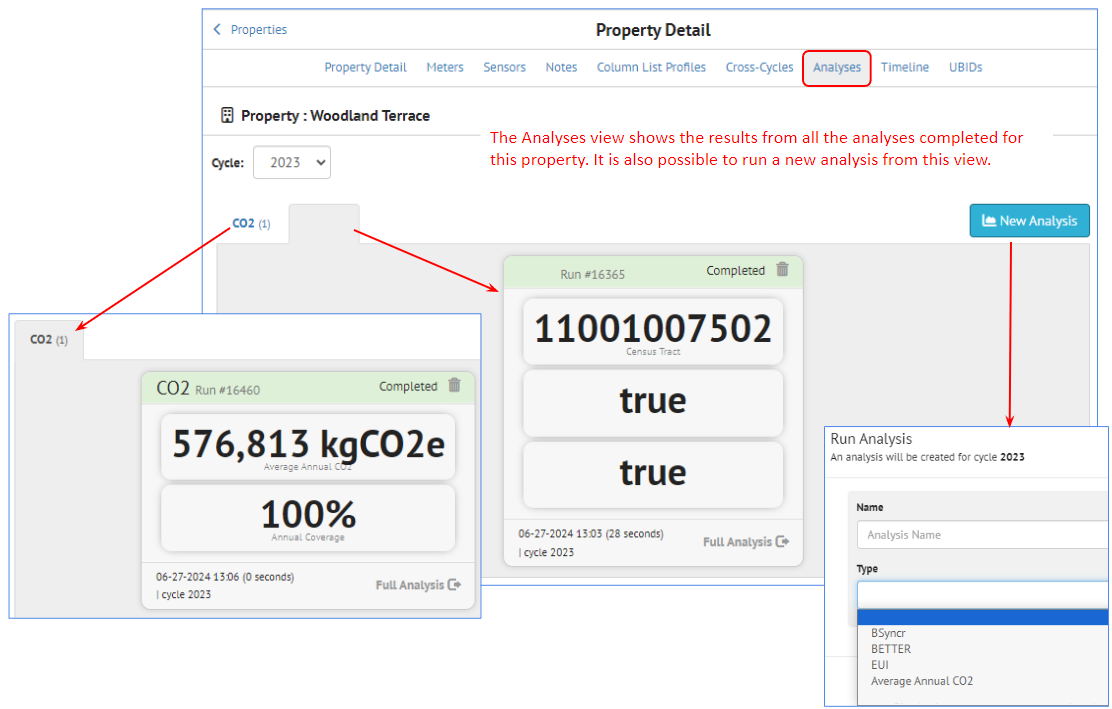 Properties
Property Detail
Property Detail Meters Sensors Notes Column List Profiles Cross-Cycles Analyses Timeline UBIDs
Property : Woodland Terrace
The Analyses view shows the results from all the analyses completed for
this property. It is also possible to run a new analysis from this view.
Cycle: 2023
CO2 (1)
New Analysis
Run #16365 Completed
11001007502
Census Tract
true
true
06-27-2024 13:03 (28 seconds)
| cycle 2023
Full Analysis
CO2 (1)
CO2 Run #16460 Completed
576,813 kgCO2e
Average Annual CO2
100%
Annual Coverage
06-27-2024 13:06 (0 seconds)
| cycle 2023
Full Analysis
Run Analysis
An analysis will be created for cycle 2023
Name
Analysis Name
Type
BSyncr
BETTER
EUI
Average Annual CO2